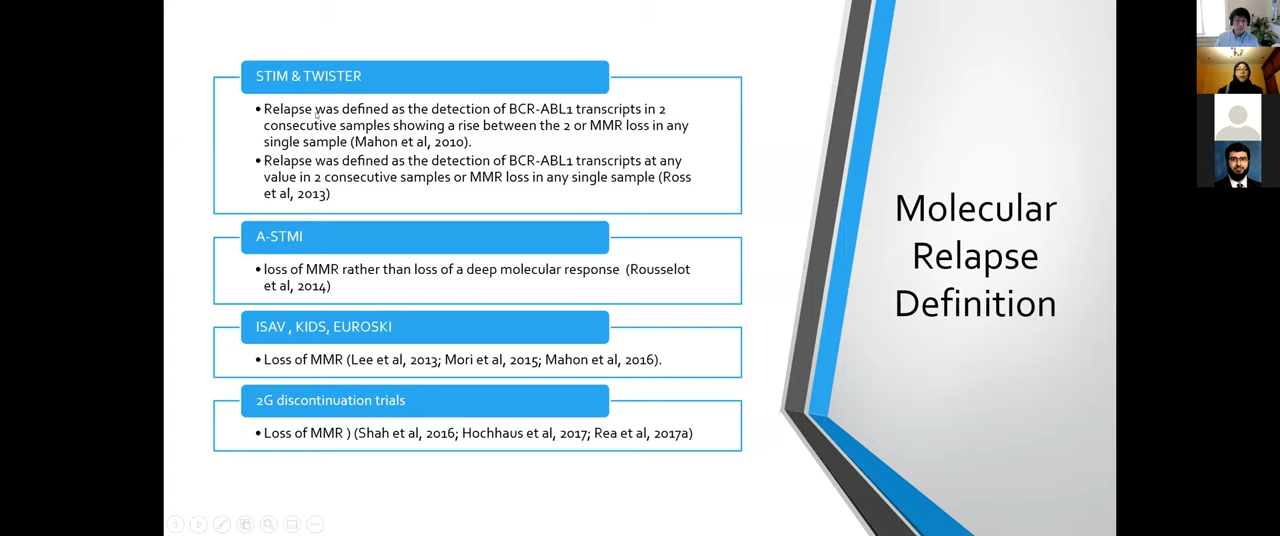 STIM & TWISTER
• Relapse was defined as the detection of BCR-ABL1 transcripts in 2
consecutive samples showing a rise between the 2 or MMR loss in any
single sample (Mahon et al, 2010).
• Relapse was defined as the detection of BCR-ABL1 transcripts at any
value in 2 consecutive samples or MMR loss in any single sample (Ross
et al, 2013)
A-STMI
• loss of MMR rather than loss of a deep molecular response (Rousselot
et al, 2014)
ISAV , KIDS, EUROSKI
• Loss of MMR (Lee et al, 2013; Mori et al, 2015; Mahon et al, 2016).
2G discontinuation trials
• Loss of MMR ) (Shah et al, 2016; Hochhaus et al, 2017; Rea et al, 2017a)
Molecular
Relapse
Definition